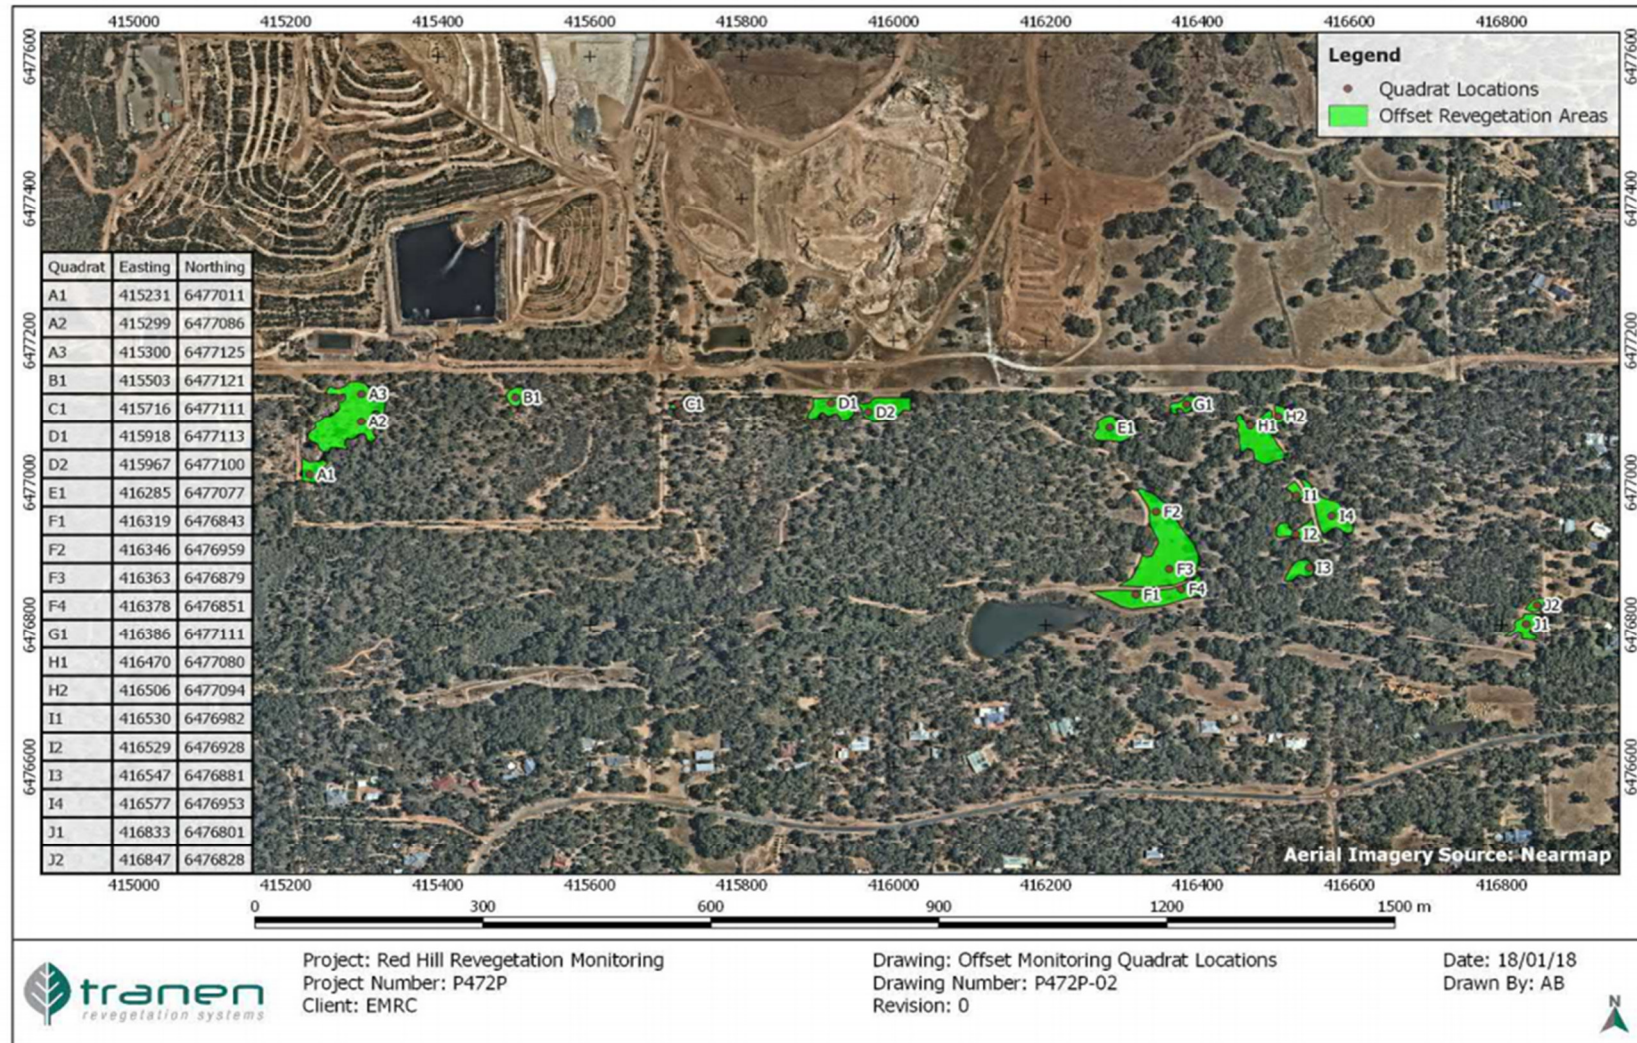 415000 415200 415400 415600 415800 416000 416200 416400 416600 416800
6477600 6477600
Legend
Quadrat Locations
Offset Revegetation Areas
6477400 6477400
Quadrat Easting Northing
A1 415231 6477011
A2 415299 6477086
A3 415300 6477125
B1 415503 6477121
C1 415716 6477111
D1 415918 6477113
D2 415967 6477100
E1 416285 6477077
F1 416319 6476843
F2 416346 6476959
F3 416363 6476879
F4 416378 6476851
G1 416386 6477111
H1 416470 6477080
H2 416506 6477094
I1 416530 6476982
I2 416529 6476928
I3 416547 6476881
I4 416577 6476953
J1 416833 6476801
J2 416847 6476828
6477200 6477200
A3
B1
C1
D1
G1
D2
H2
A2
E1
H1
A1
6477000 6477000
I1
F2
I4
I2
F3
I3
F4
F1
J2
J1
6476800 6476800
6476600 6476600
Aerial Imagery Source: Nearmap
415000 415200 415400 415600 415800 416000 416200 416400 416600 416800
0 300 600 900 1200 1500 m
tranen
revegetation systems
Project: Red Hill Revegetation Monitoring
Project Number: P472P
Client: EMRC
Drawing: Offset Monitoring Quadrat Locations
Drawing Number: P472P-02
Revision: 0
Date: 18/01/18
Drawn By: AB
N